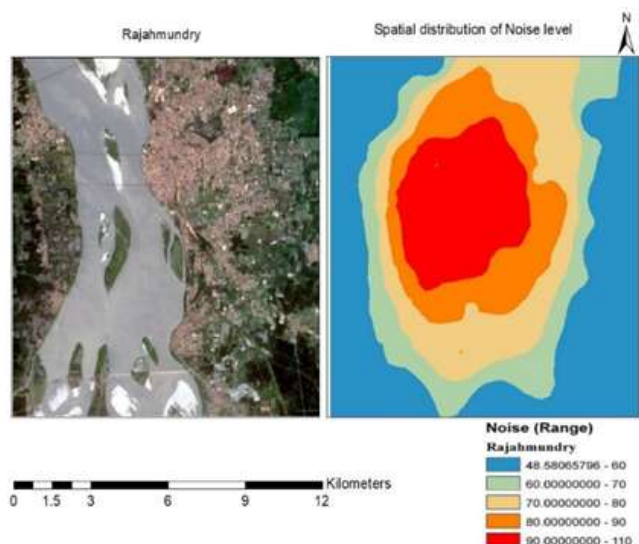 Rajahmundry
Spatial distribution of Noise level
N
Noise (Range)
Rajahmundry
48.58065796 - 60
60.00000000 - 70
70.00000000 - 80
80.00000000 - 90
90.00000000 - 110
Kilometers
0 1.5 3 6 9 12